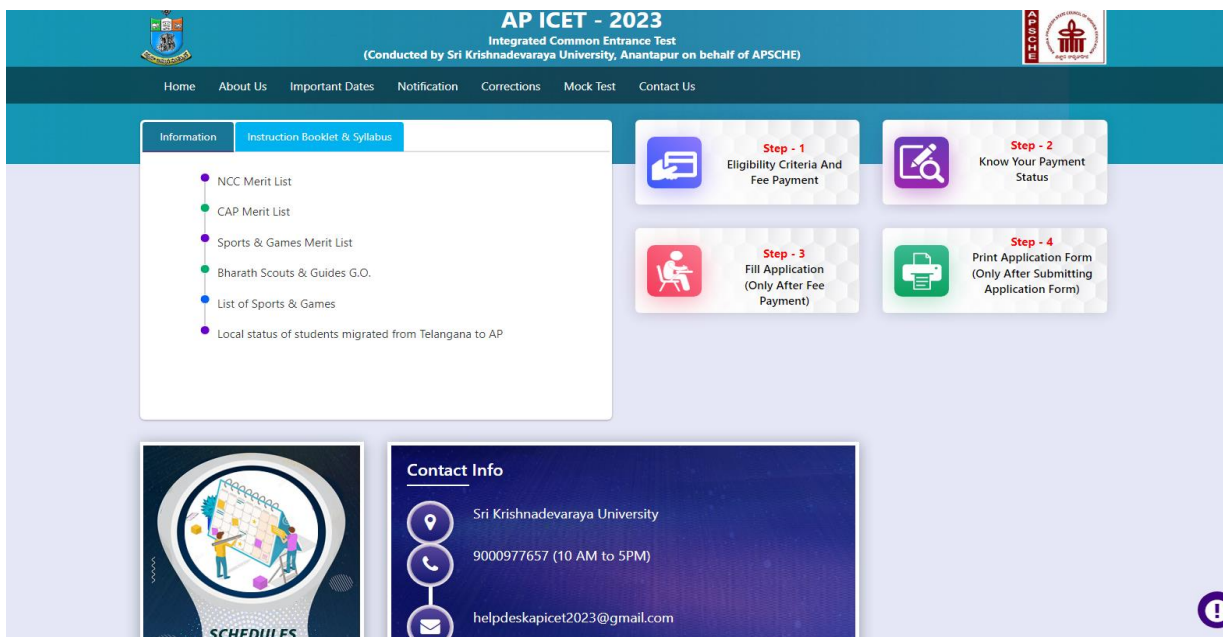 AP ICET - 2023
Integrated Common Entrance Test
(Conducted by Sri Krishnadevaraya University, Anantapur on behalf of APSCHE)
APSCHE
Home About Us Important Dates Notification Corrections Mock Test Contact Us
Information Instruction Booklet & Syllabus
NCC Merit List
CAP Merit List
Sports & Games Merit List
Bharath Scouts & Guides G.O.
List of Sports & Games
Local status of students migrated from Telangana to AP
Step - 1
Eligibility Criteria And
Fee Payment
Step - 2
Know Your Payment
Status
Step - 3
Fill Application
(Only After Fee
Payment)
Step - 4
Print Application Form
(Only After Submitting
Application Form)
SCHEDULES
Contact Info
Sri Krishnadevaraya University
9000977657 (10 AM to 5PM)
helpdeskapicet2023@gmail.com